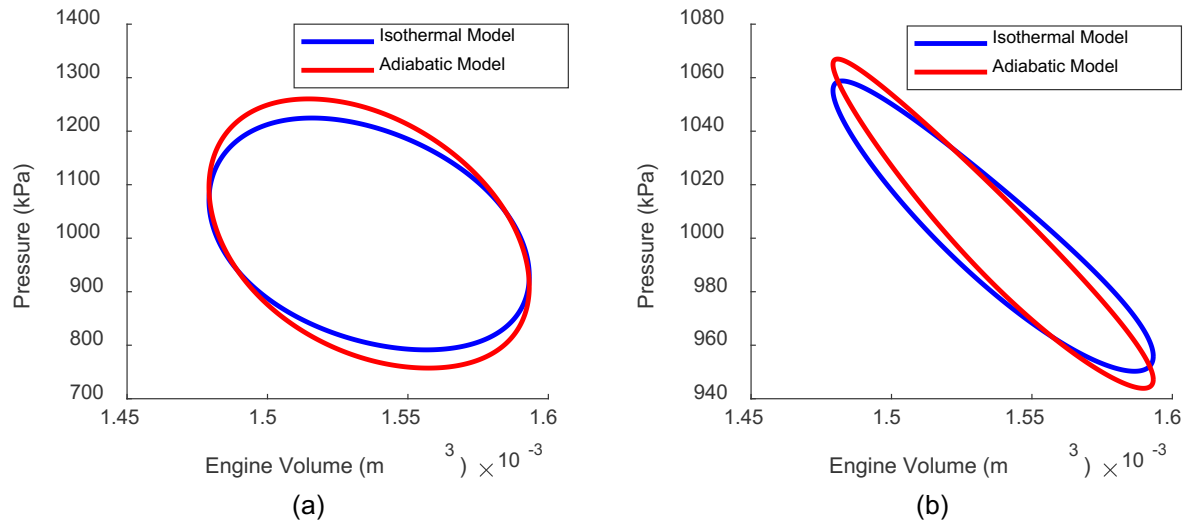 1400
1300
1200
1100
1000
900
800
700
Pressure (kPa)
Isothermal Model
Adiabatic Model
1.45
1.5
1.55
1.6
Engine Volume (m 3 ) ×10 -3
(a)
1080
1060
1040
1020
1000
980
960
940
Pressure (kPa)
Isothermal Model
Adiabatic Model
1.45
1.5
1.55
1.6
Engine Volume (m 3 ) ×10 -3
(b)